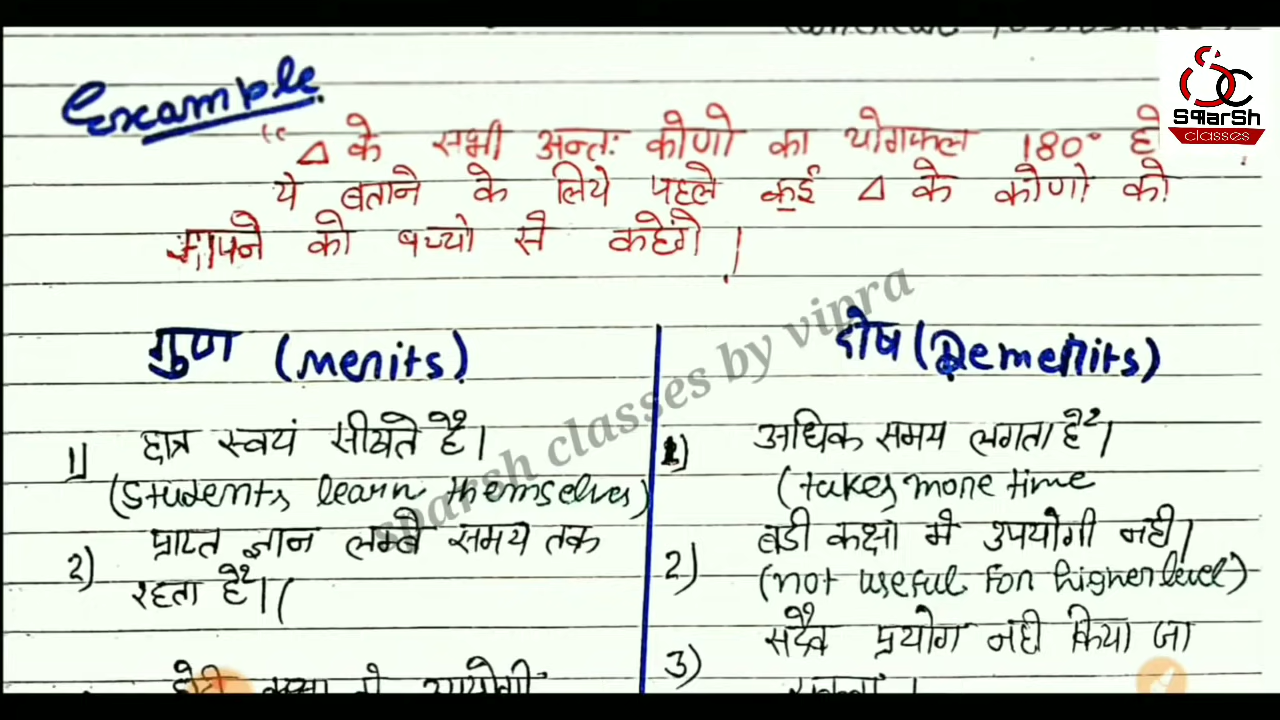 Example
SparSh
classes
"Δ के सभी अन्तः कोणो का योगफल 180° हो
ये बताने के लिये पहले कई Δ के कोणो को
मापने को बच्चो से कहेंगे।
गुण (merits)
दोष (Demerits)
1) छात्र स्वयं सीखते है।
(Students learn themselves)
2) प्राप्त ज्ञान लम्बे समय तक
रहता है। (
1) अधिक समय लगता है।
(takes more time
2) बडी कक्षा मे उपयोगी नही।
(not useful for higher level)
3) सदैव प्रयोग नही किया जा
sparsh classes by vipra